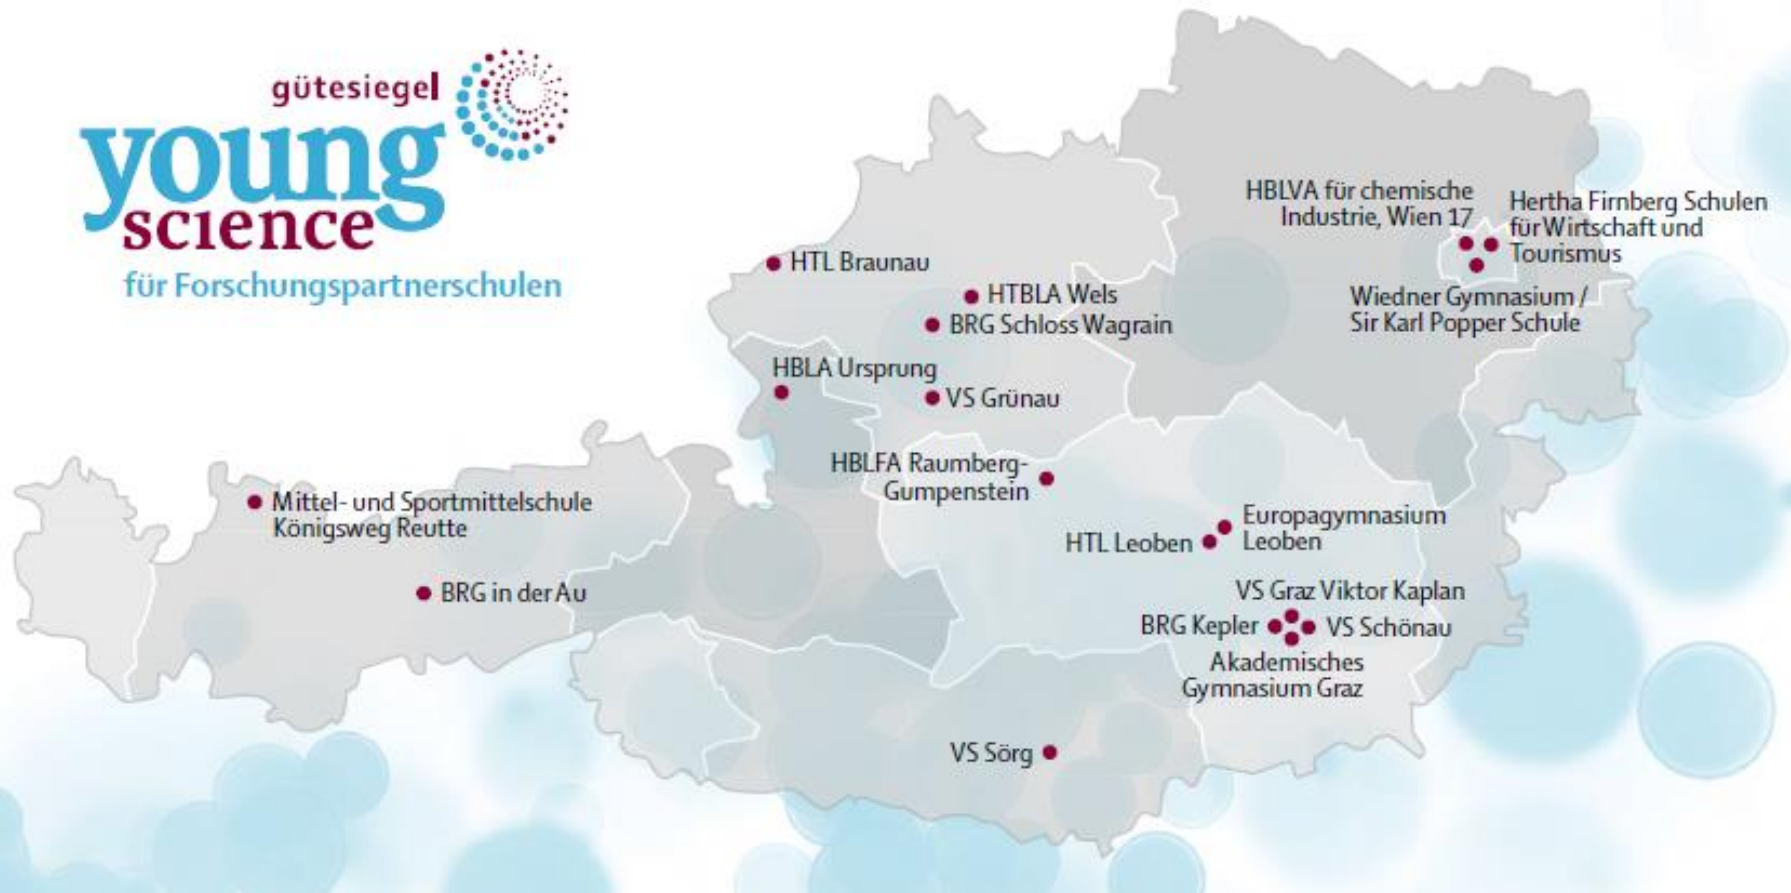 gütesiegel
young
science
für Forschungspartnerschulen
HBLVA für chemische
Industrie, Wien 17
Hertha Firnberg Schulen
für Wirtschaft und
Tourismus
Wiedner Gymnasium /
Sir Karl Popper Schule
HTL Braunau
HTBLA Wels
BRG Schloss Wagrain
HBLA Ursprung
VS Grünau
HBLFA Raumberg-
Gumpenstein
Mittel- und Sportmittelschule
Königsweg Reutte
BRG in der Au
Europagymnasium
Leoben
HTL Leoben
VS Graz Viktor Kaplan
BRG Kepler
VS Schönau
Akademisches
Gymnasium Graz
VS Sörg